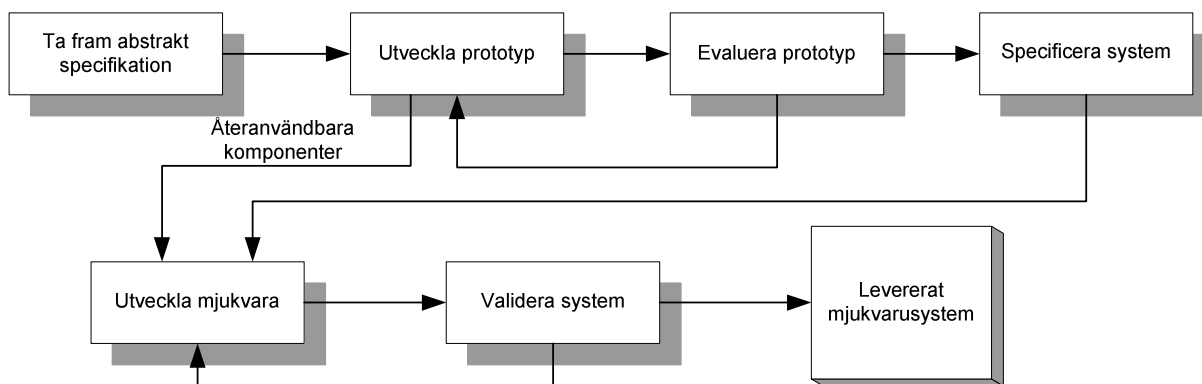 Ta fram abstrakt
specifikation
Utveckla prototyp
Evaluera prototyp
Specificera system
Återanvändbara
komponenter
Utveckla mjukvara
Validera system
Levererat
mjukvarusystem